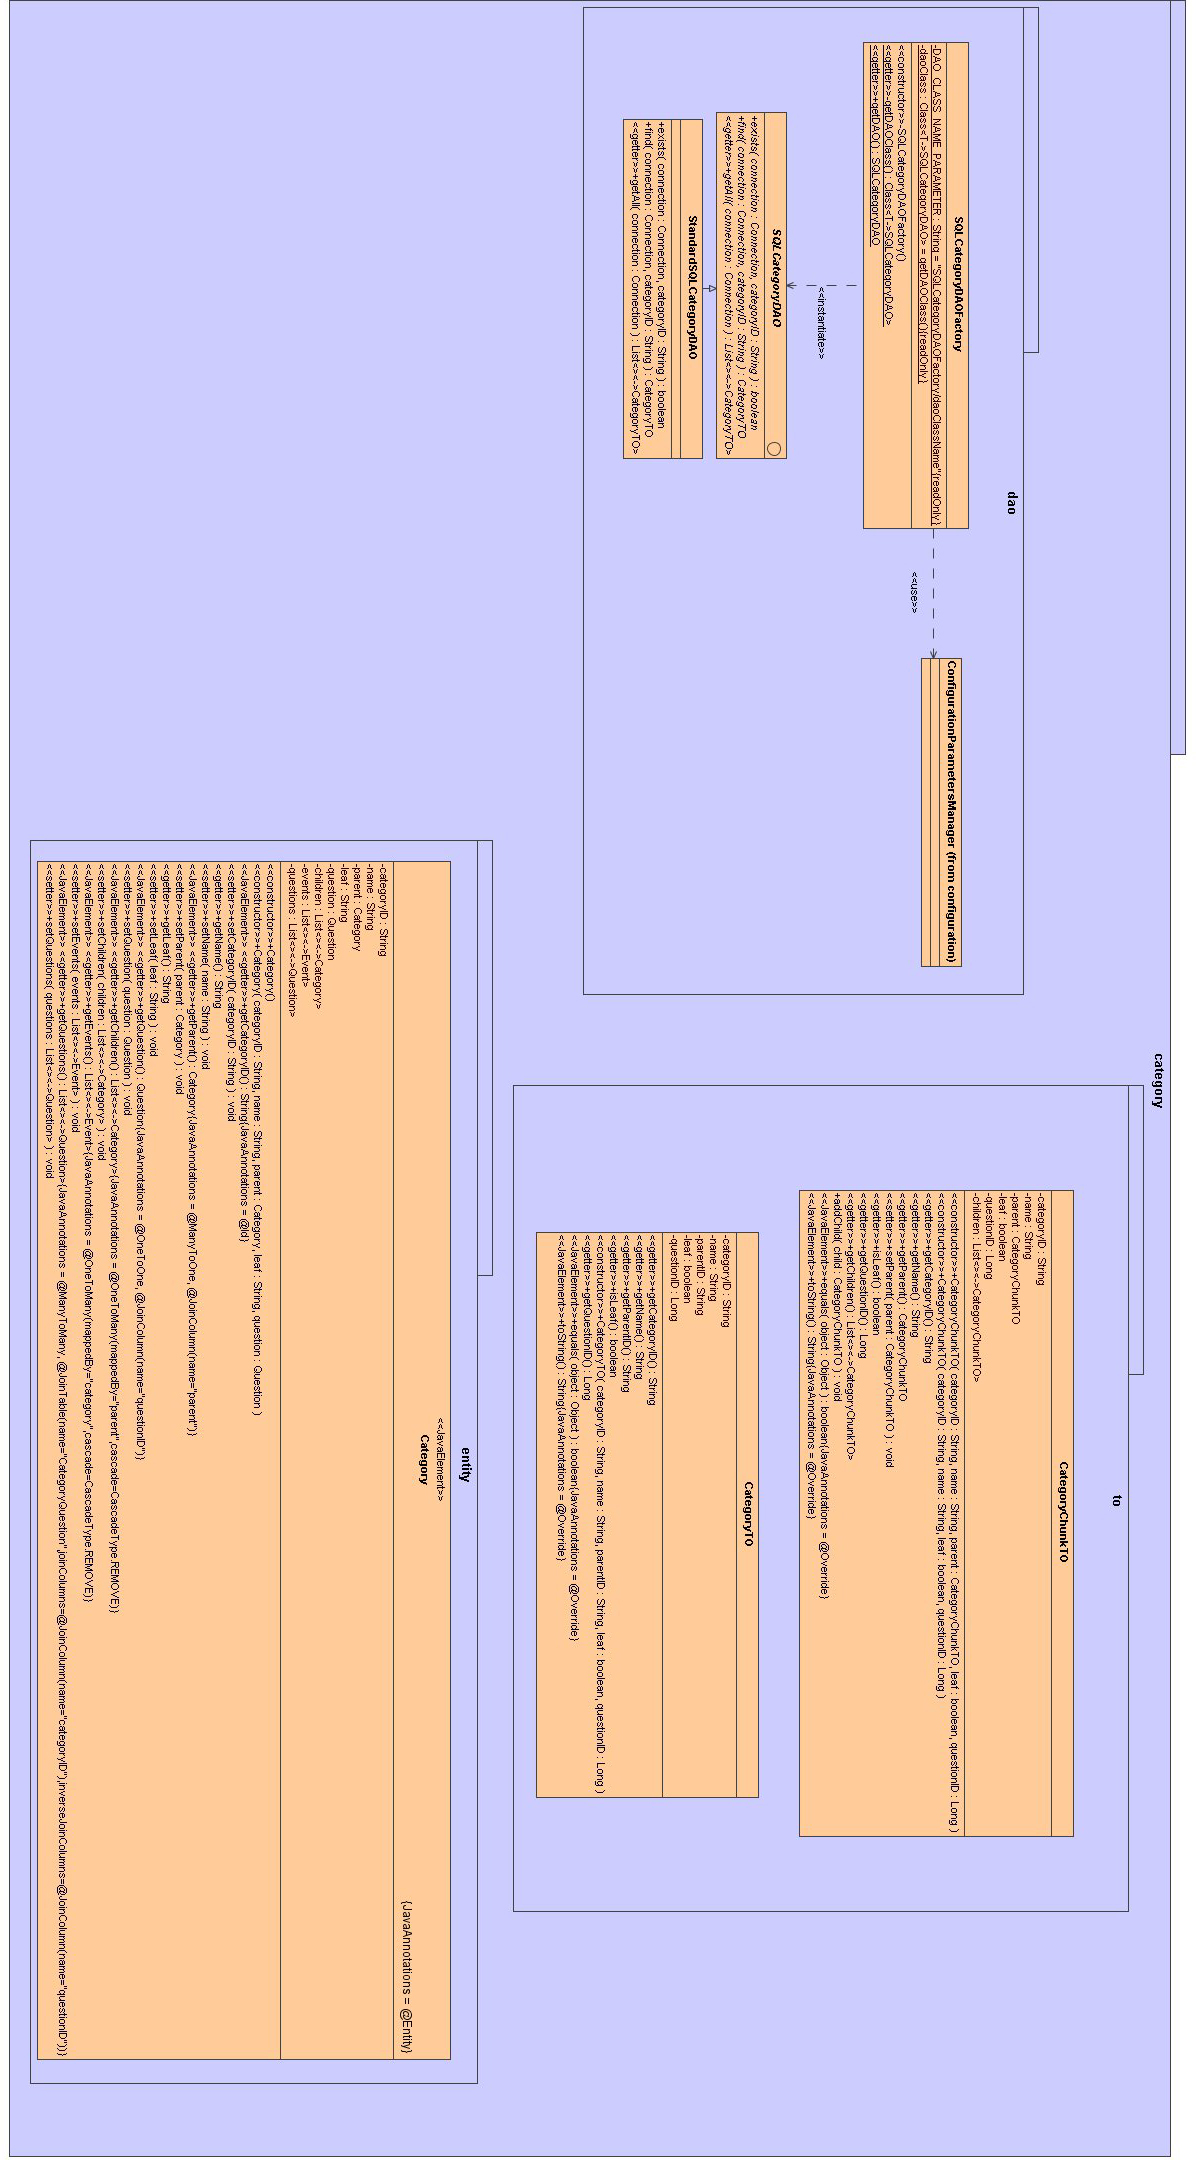 category
dao
SQLCategoryDAOFactory
-DAO_CLASS_NAME_PARAMETER : String = "SQLCategoryDAOFactory/daoClassName"{readOnly}
-daoClass : Class<T->SQLCategoryDAO> = getDAOClass(){readOnly}
<<constructor>>-SQLCategoryDAOFactory()
<<getter>>-getDAOClass() : Class<T->SQLCategoryDAO>
<<getter>>+getDAO() : SQLCategoryDAO
<<use>>
ConfigurationParametersManager (from configuration)
<<instantiate>>
SQLCategoryDAO
+exists( connection : Connection, categoryID : String ) : boolean
+find( connection : Connection, categoryID : String ) : CategoryTO
<<getter>>+getAll( connection : Connection ) : List<><->CategoryTO>
StandardSQLCategoryDAO
+exists( connection : Connection, categoryID : String ) : boolean
+find( connection : Connection, categoryID : String ) : CategoryTO
<<getter>>+getAll( connection : Connection ) : List<><->CategoryTO>
to
CategoryChunkTO
-categoryID : String
-name : String
-parent : CategoryChunkTO
-leaf : boolean
-questionID : Long
-children : List<><->CategoryChunkTO>
<<constructor>>+CategoryChunkTO( categoryID : String, name : String, parent : CategoryChunkTO, leaf : boolean, questionID : Long )
<<constructor>>+CategoryChunkTO( categoryID : String, name : String, leaf : boolean, questionID : Long )
<<getter>>+getCategoryID() : String
<<getter>>+getName() : String
<<getter>>+getParent() : CategoryChunkTO
<<setter>>+setParent( parent : CategoryChunkTO ) : void
<<getter>>+isLeaf() : boolean
<<getter>>+getQuestionID() : Long
<<getter>>+getChildren() : List<><->CategoryChunkTO>
+addChild( child : CategoryChunkTO ) : void
<<JavaElement>>+equals( object : Object ) : boolean{JavaAnnotations = @Override}
<<JavaElement>>+toString() : String{JavaAnnotations = @Override}
CategoryTO
-categoryID : String
-name : String
-parentID : String
-leaf : boolean
-questionID : Long
<<getter>>+getCategoryID() : String
<<getter>>+getName() : String
<<getter>>+getParentID() : String
<<getter>>+isLeaf() : boolean
<<constructor>>+CategoryTO( categoryID : String, name : String, parentID : String, leaf : boolean, questionID : Long )
<<getter>>+getQuestionID() : Long
<<JavaElement>>+equals( object : Object ) : boolean{JavaAnnotations = @Override}
<<JavaElement>>+toString() : String{JavaAnnotations = @Override}
entity
<<JavaElement>>
Category
{JavaAnnotations = @Entity}
-categoryID : String
-name : String
-parent : Category
-leaf : String
-question : Question
-children : List<><->Category>
-events : List<><->Event>
-questions : List<><->Question>
<<constructor>>+Category()
<<constructor>>+Category( categoryID : String, name : String, parent : Category, leaf : String, question : Question )
<<JavaElement>> <<getter>>+getCategoryID() : String{JavaAnnotations = @Id}
<<setter>>+setCategoryID( categoryID : String ) : void
<<getter>>+getName() : String
<<setter>>+setName( name : String ) : void
<<JavaElement>> <<getter>>+getParent() : Category{JavaAnnotations = @ManyToOne, @JoinColumn(name="parent")}
<<setter>>+setParent( parent : Category ) : void
<<getter>>+getLeaf() : String
<<setter>>+setLeaf( leaf : String ) : void
<<JavaElement>> <<getter>>+getQuestion() : Question{JavaAnnotations = @OneToOne @JoinColumn(name="questionID")}
<<setter>>+setQuestion( question : Question ) : void
<<JavaElement>> <<getter>>+getChildren() : List<><->Category>{JavaAnnotations = @OneToMany(mappedBy="parent",cascade=CascadeType.REMOVE)}
<<setter>>+setChildren( children : List<><->Category> ) : void
<<JavaElement>> <<getter>>+getEvents() : List<><->Event>{JavaAnnotations = @OneToMany(mappedBy="category",cascade=CascadeType.REMOVE)}
<<setter>>+setEvents( events : List<><->Event> ) : void
<<JavaElement>> <<getter>>+getQuestions() : List<><->Question>{JavaAnnotations = @ManyToMany, @JoinTable(name="CategoryQuestion",joinColumns=@JoinColumn(name="categoryID"),inverseJoinColumns=@JoinColumn(name="questionID"))}
<<setter>>+setQuestions( questions : List<><->Question> ) : void